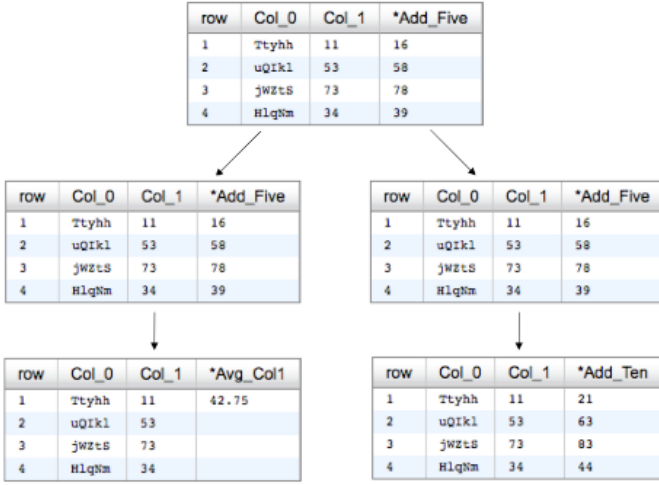 row Col_0 Col_1 *Add_Five
1 Ttyhh 11 16
2 uQIkl 53 58
3 jWZtS 73 78
4 HlqNm 34 39
row Col_0 Col_1 *Add_Five
1 Ttyhh 11 16
2 uQIkl 53 58
3 jWZtS 73 78
4 HlqNm 34 39
row Col_0 Col_1 *Add_Five
1 Ttyhh 11 16
2 uQIkl 53 58
3 jWZtS 73 78
4 HlqNm 34 39
row Col_0 Col_1 *Avg_Col1
1 Ttyhh 11 42.75
2 uQIkl 53
3 jWZtS 73
4 HlqNm 34
row Col_0 Col_1 *Add_Ten
1 Ttyhh 11 21
2 uQIkl 53 63
3 jWZtS 73 83
4 HlqNm 34 44